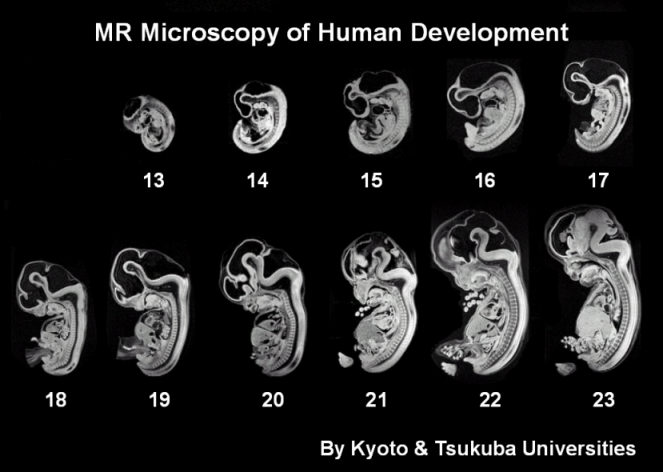 MR Microscopy of Human Development
13 14 15 16 17
18 19 20 21 22 23
By Kyoto & Tsukuba Universities